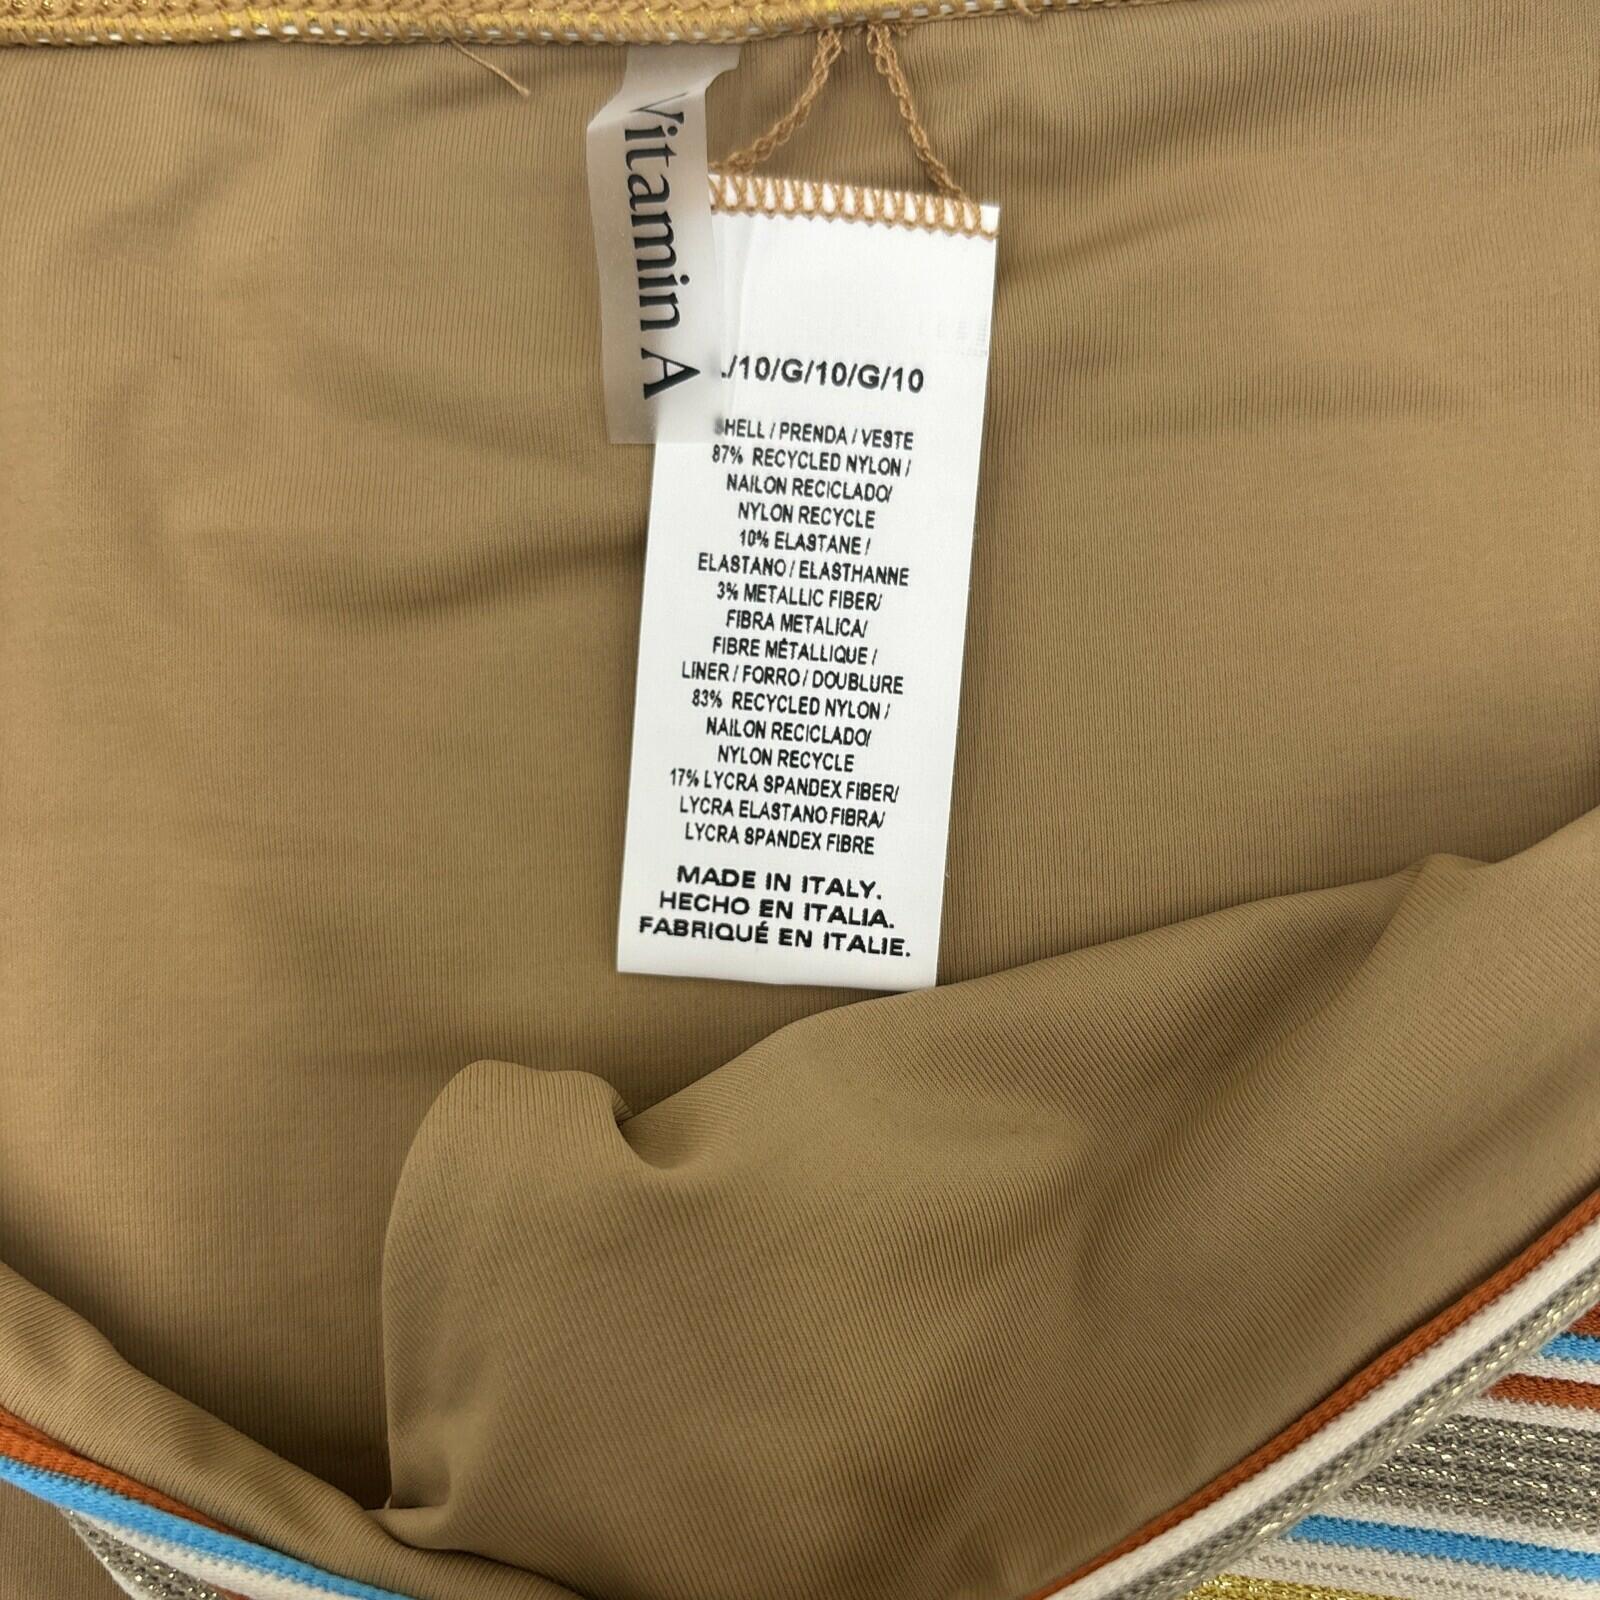 Vitamin A
/10/G/10/G/10
SHELL / PRENDA / VESTE
87% RECYCLED NYLON /
NAILON RECICLADO/
NYLON RECYCLE
10% ELASTANE /
ELASTANO / ELASTHANNE
3% METALLIC FIBER/
FIBRA METALICA/
FIBRE MÉTALLIQUE /
LINER / FORRO / DOUBLURE
83% RECYCLED NYLON /
NAILON RECICLADO/
NYLON RECYCLE
17% LYCRA SPANDEX FIBER/
LYCRA ELASTANO FIBRA/
LYCRA SPANDEX FIBRE
MADE IN ITALY.
HECHO EN ITALIA.
FABRIQUÉ EN ITALIE.